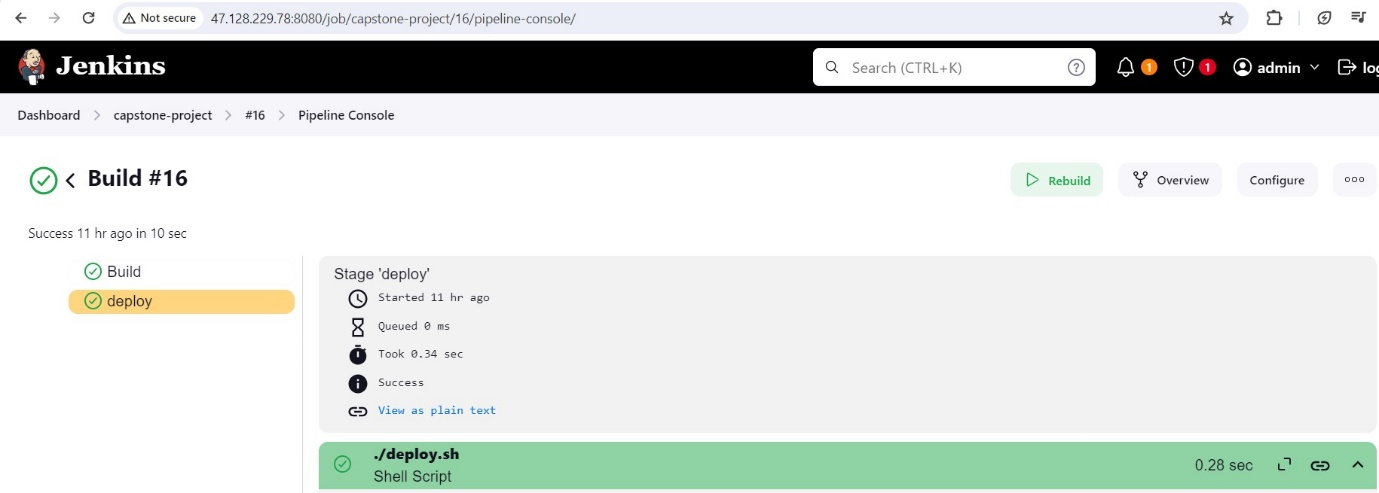 Not secure 47.128.229.78:8080/job/capstone-project/16/pipeline-console/
Jenkins
Search (CTRL+K) ? 1 1 admin log
Dashboard > capstone-project > #16 > Pipeline Console
Build #16
Rebuild Overview Configure
Success 11 hr ago in 10 sec
Build
deploy
Stage 'deploy'
Started 11 hr ago
Queued 0 ms
Took 0.34 sec
Success
View as plain text
./deploy.sh
Shell Script
0.28 sec